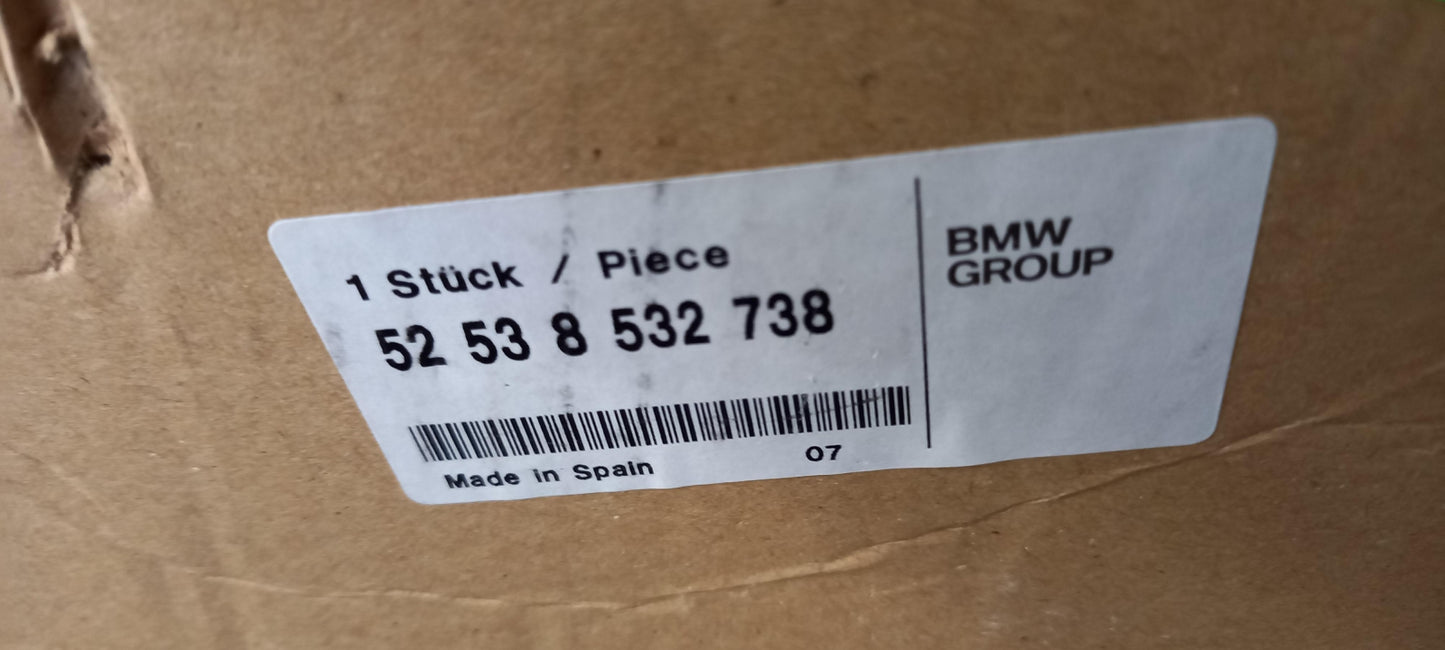 1 Stück / Piece
52 53 8 532 738
Made in Spain
07
BMW
GROUP